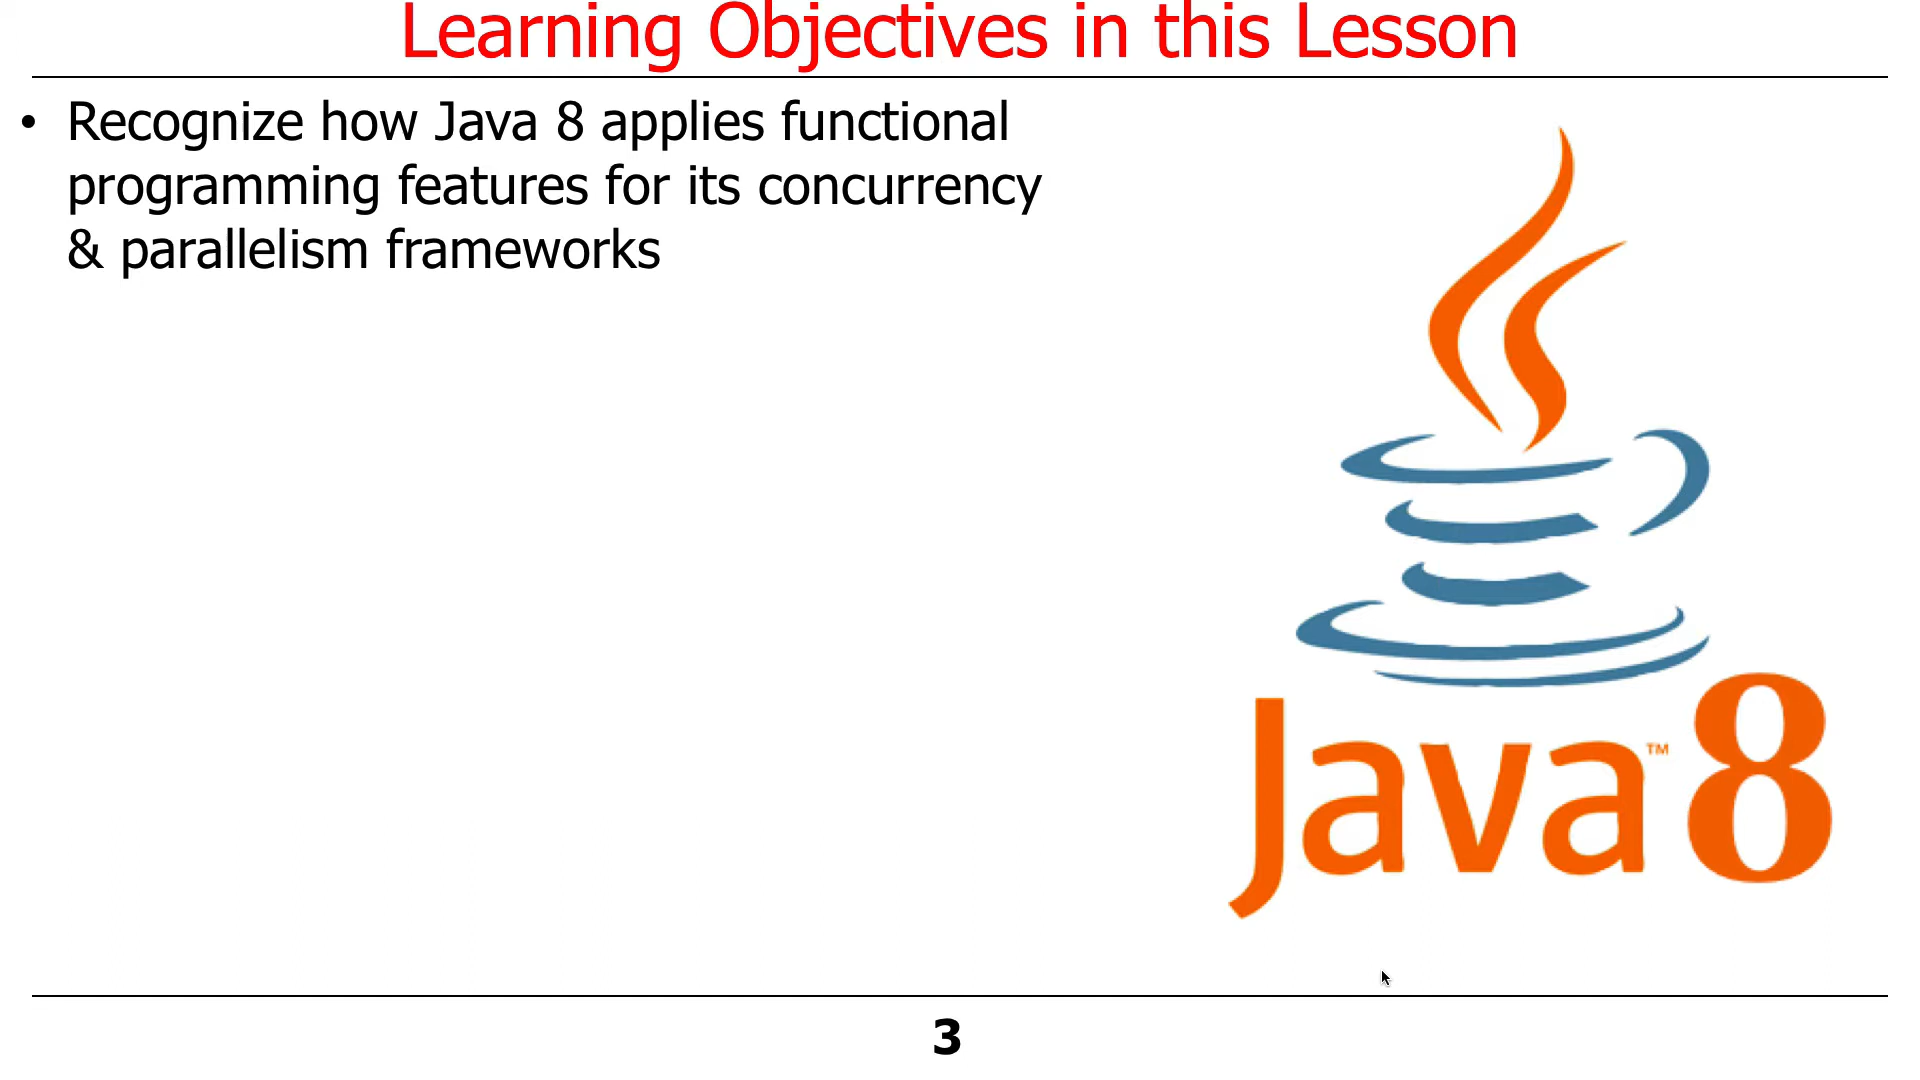 Learning Objectives in this Lesson
• Recognize how Java 8 applies functional
programming features for its concurrency
& parallelism frameworks
Java™ 8
3